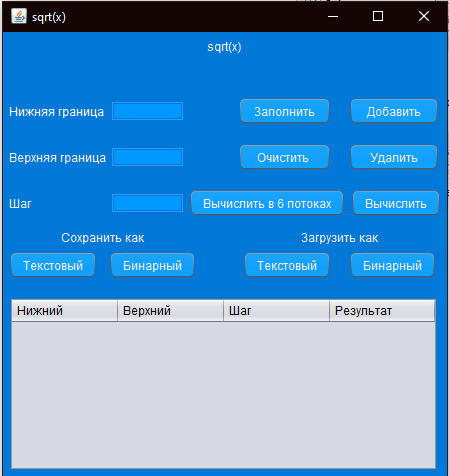 sqrt(x)
sqrt(x)
Нижняя граница Заполнить Добавить
Верхняя граница Очистить Удалить
Шаг Вычислить в 6 потоках Вычислить
Сохранить как Загрузить как
Текстовый Бинарный Текстовый Бинарный
Нижний Верхний Шаг Результат